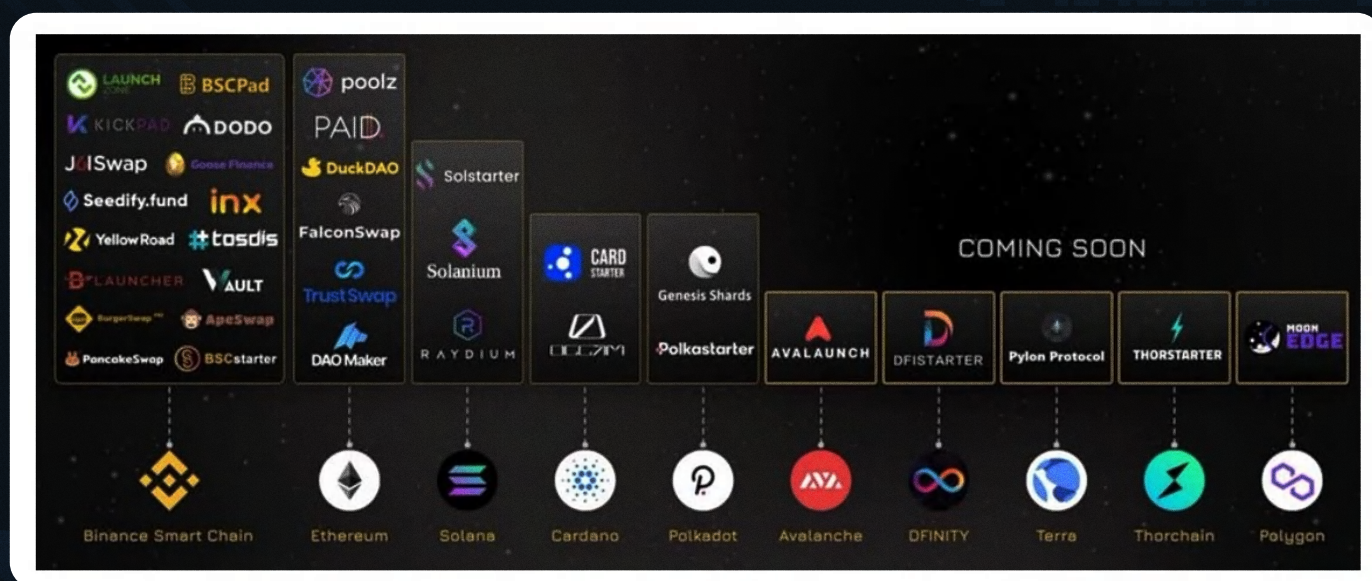 LAUNCH ZONE
BSCPad
KICKPAD
DODO
Goose Finance
Seedify.fund
inx
YellowRoad
tosdis
LAUNCHER
VAULT
BurgerSwap
ApeSwap
PancakeSwap
BSCstarter
poolz
PAID
DuckDAO
FalconSwap
TrustSwap
DAO Maker
Solstarter
Solanium
RAYDIUM
CARD
STARTER
Genesis Shards
Polkastarter
COMING SOON
AVALAUNCH
DFISTARTER
Pylon Protocol
THORSTARTER
MOON
EDGE
Binance Smart Chain
Ethereum
Solana
Cardano
Polkadot
Avalanche
DFINITY
Terra
Thorchain
Polygon